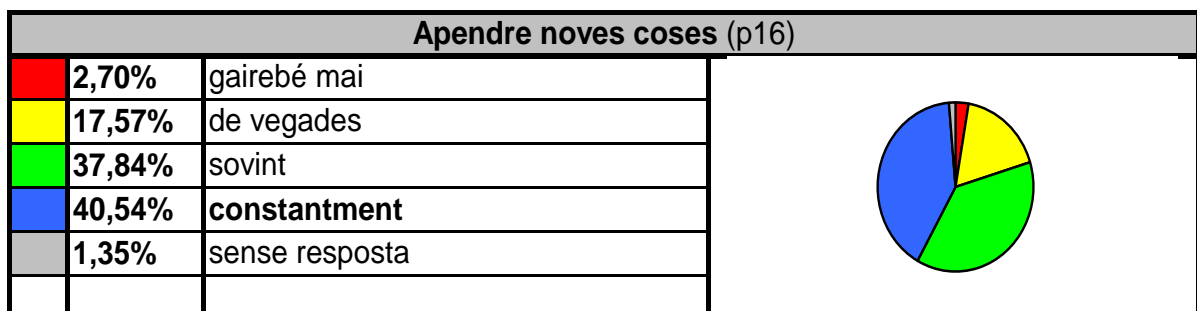 Apendre noves coses (p16)
2,70% gairebé mai
17,57% de vegades
37,84% sovint
40,54% constantment
1,35% sense resposta